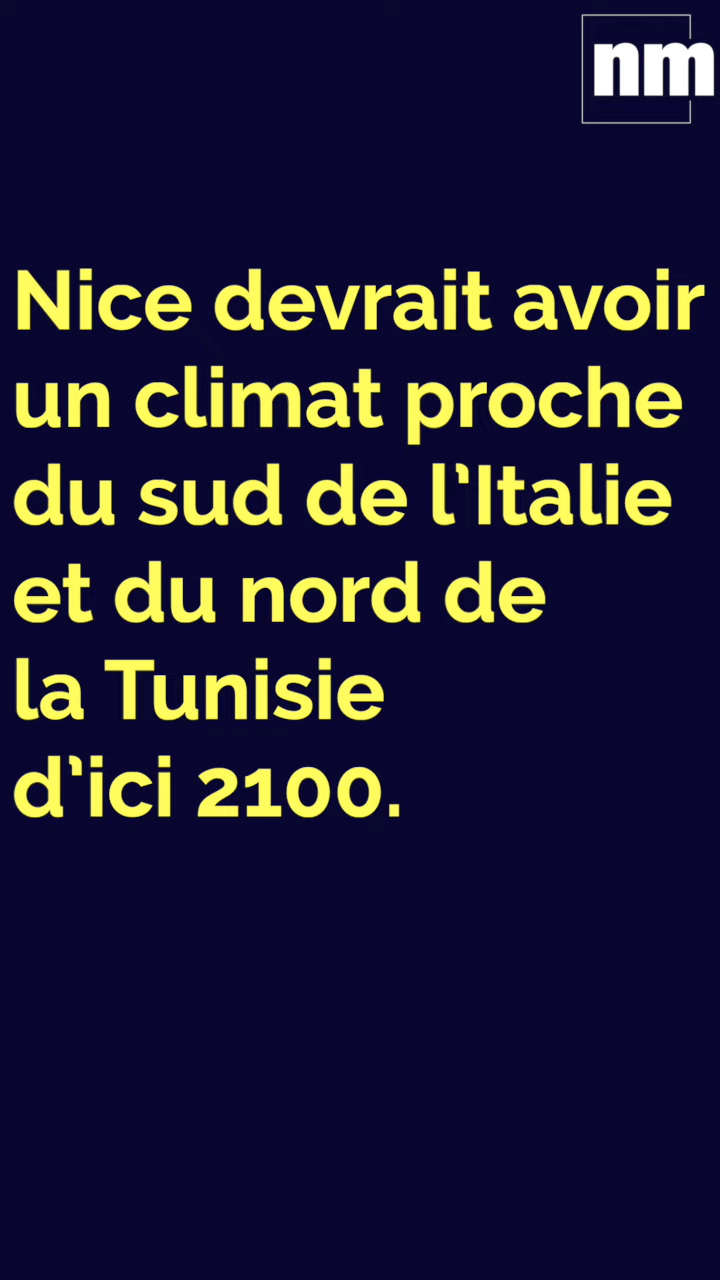 nm
Nice devrait avoir
un climat proche
du sud de l’Italie
et du nord de
la Tunisie
d’ici 2100.